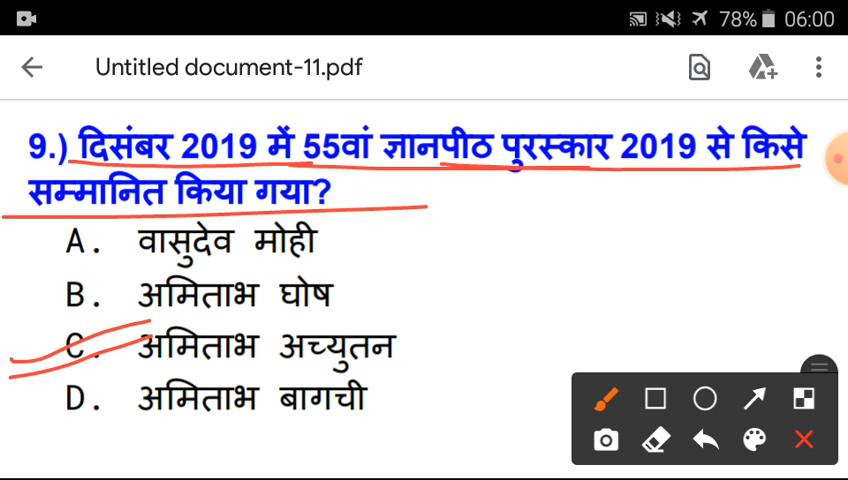 78% 06:00
Untitled document-11.pdf
9.) दिसंबर 2019 में 55वां ज्ञानपीठ पुरस्कार 2019 से किसे
सम्मानित किया गया?
A. वासुदेव मोही
B. अमिताभ घोष
C. अमिताभ अच्युतन
D. अमिताभ बागची